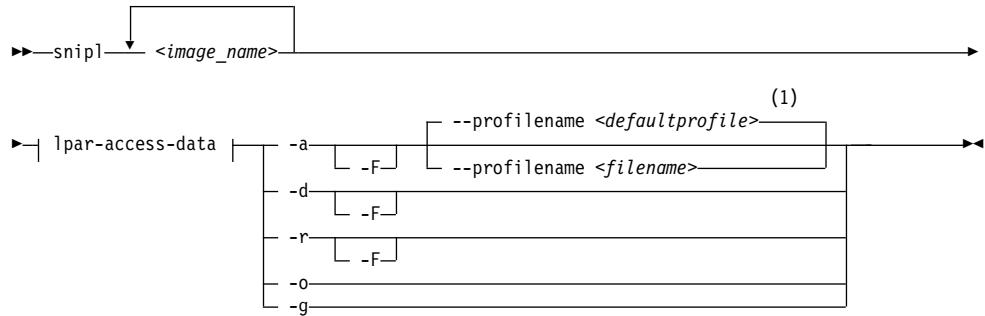 snipl <image_name>
(1)
--profilename <defaultprofile>
lpar-access-data -a
-F --profilename <filename>
-d
-F
-r
-F
-o
-g